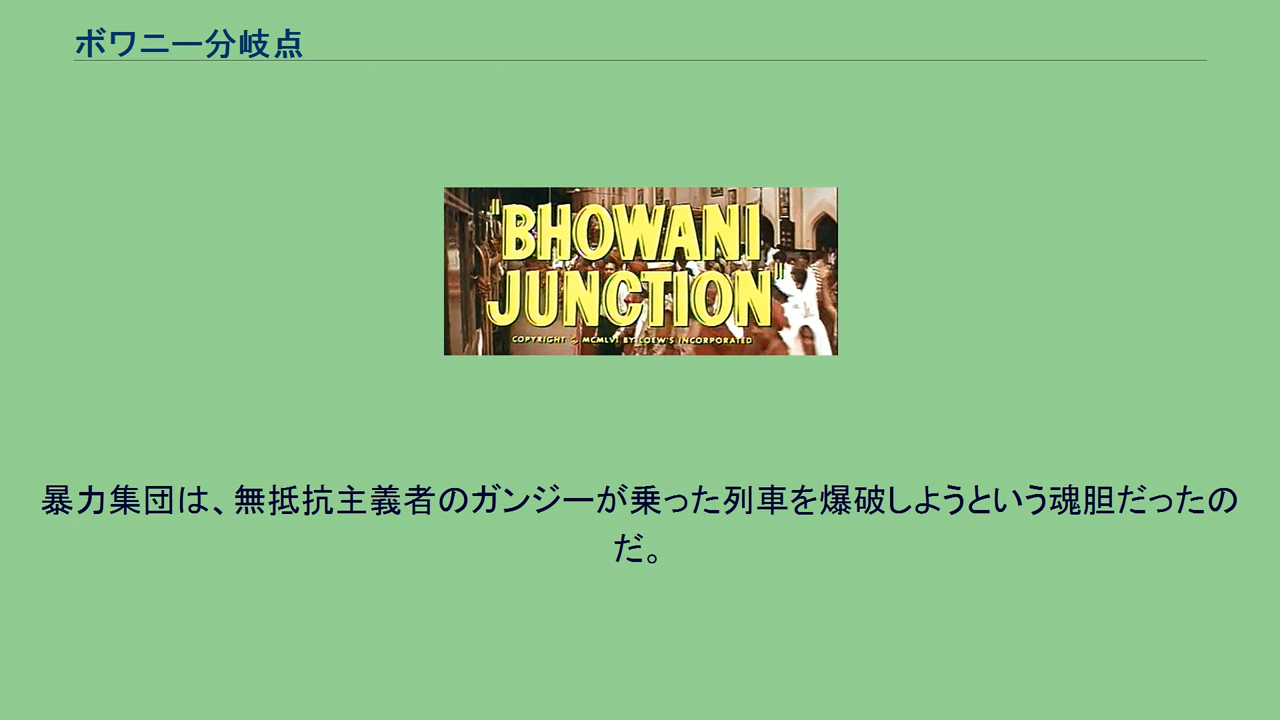 ボワニー分岐点
"BHOWANI
JUNCTION"
COPYRIGHT © MCMLVI BY LOEW'S INCORPORATED
暴力集団は、無抵抗主義者のガンジーが乗った列車を爆破しようという魂胆だったの
だ。